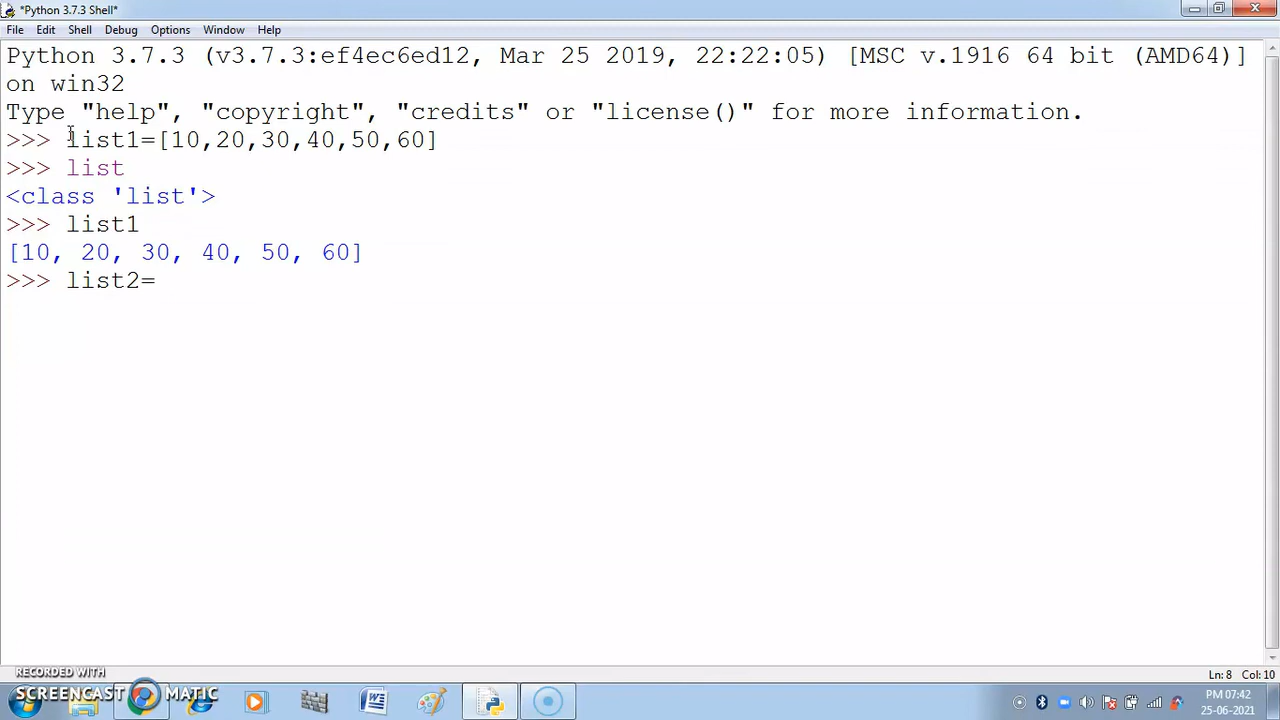 *Python 3.7.3 Shell*
File Edit Shell Debug Options Window Help
Python 3.7.3 (v3.7.3:ef4ec6ed12, Mar 25 2019, 22:22:05) [MSC v.1916 64 bit (AMD64)]
on win32
Type "help", "copyright", "credits" or "license()" for more information.
>>> list1=[10,20,30,40,50,60]
>>> list
<class 'list'>
>>> list1
[10, 20, 30, 40, 50, 60]
>>> list2=
RECORDED WITH
SCREENCAST MATIC
Ln: 8 Col: 10
PM 07:42
25-06-2021